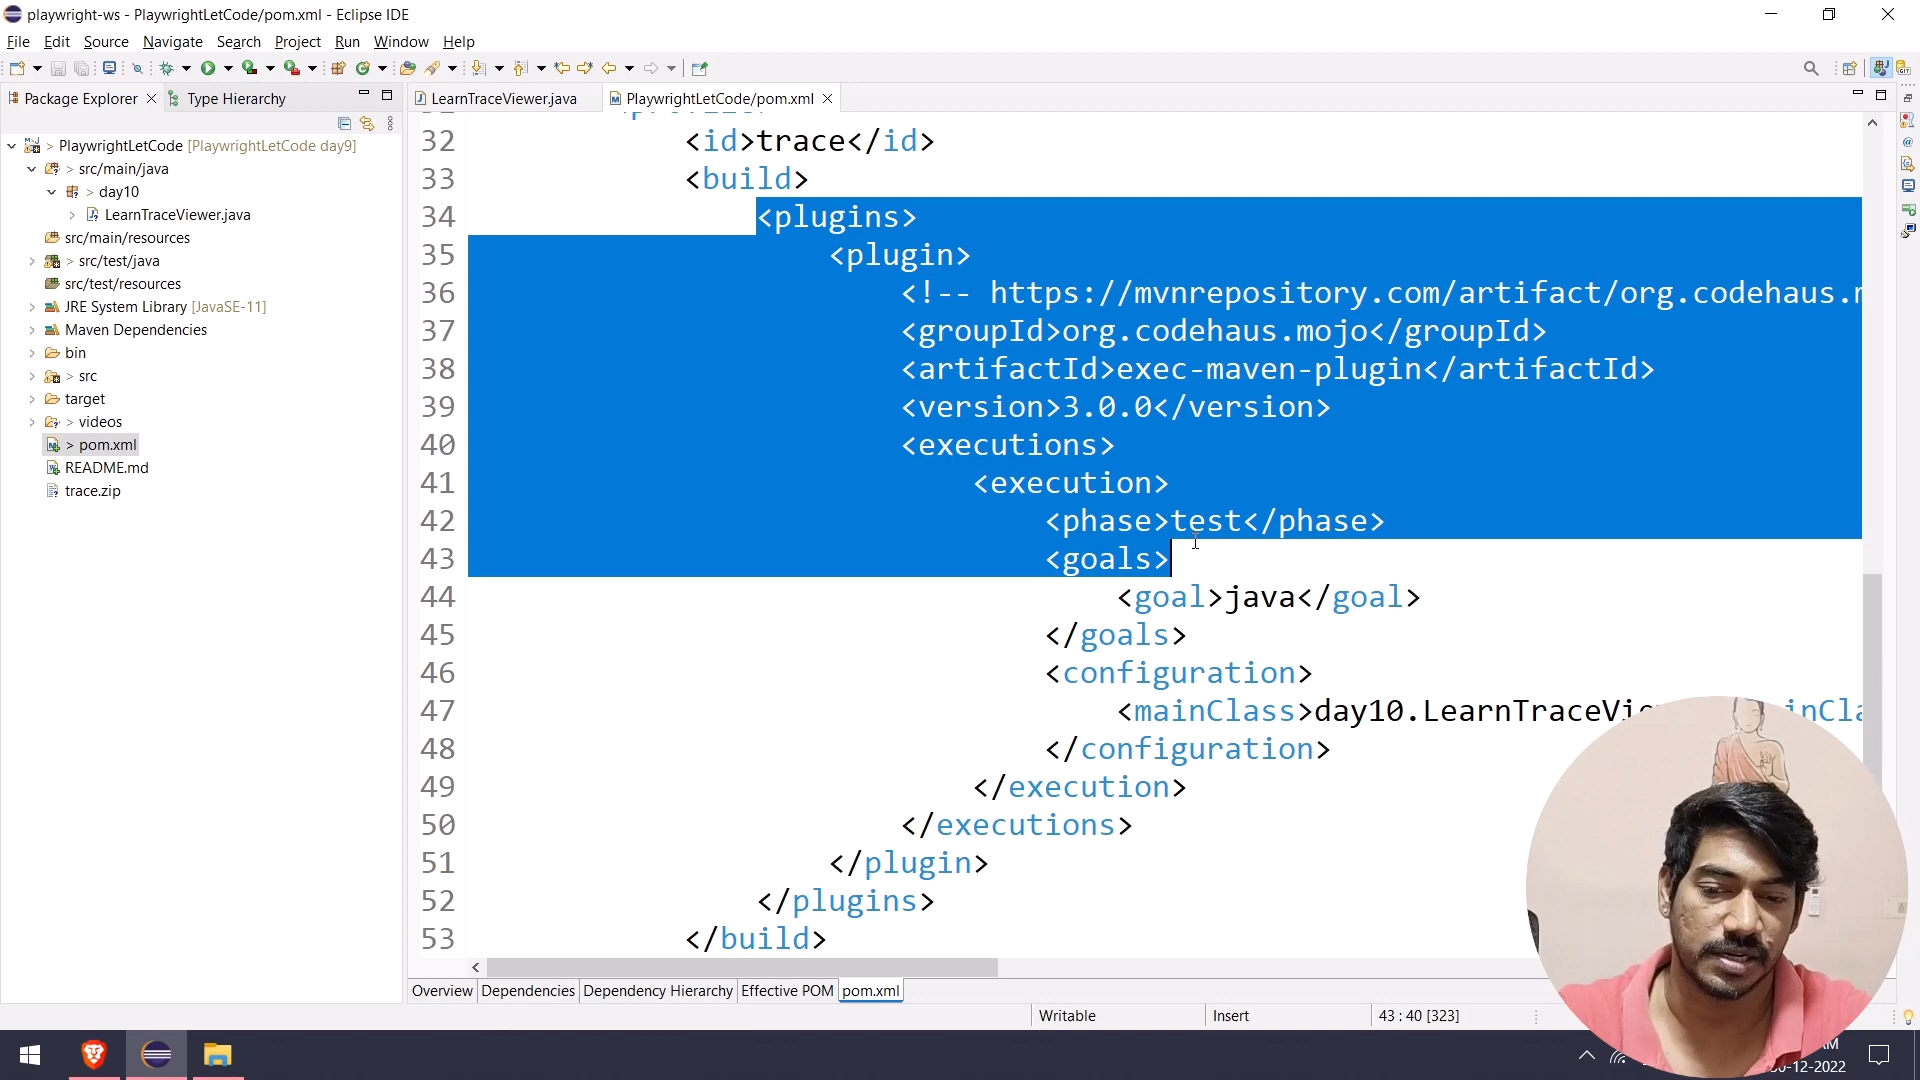 playwright-ws - PlaywrightLetCode/pom.xml - Eclipse IDE
File Edit Source Navigate Search Project Run Window Help
Package Explorer Type Hierarchy
LearnTraceViewer.java PlaywrightLetCode/pom.xml
> PlaywrightLetCode [PlaywrightLetCode day9]
> src/main/java
> day10
LearnTraceViewer.java
src/main/resources
> src/test/java
src/test/resources
JRE System Library [JavaSE-11]
Maven Dependencies
bin
> src
target
> videos
> pom.xml
README.md
trace.zip
32 <id>trace</id>
33 <build>
34 <plugins>
35 <plugin>
36 <!-- https://mvnrepository.com/artifact/org.codehaus.
37 <groupId>org.codehaus.mojo</groupId>
38 <artifactId>exec-maven-plugin</artifactId>
39 <version>3.0.0</version>
40 <executions>
41 <execution>
42 <phase>test</phase>
43 <goals>
44 <goal>java</goal>
45 </goals>
46 <configuration>
47 <mainClass>day10.LearnTraceVie
48 </configuration>
49 </execution>
50 </executions>
51 </plugin>
52 </plugins>
53 </build>
Overview Dependencies Dependency Hierarchy Effective POM pom.xml
Writable Insert 43 : 40 [323]
-12-2022